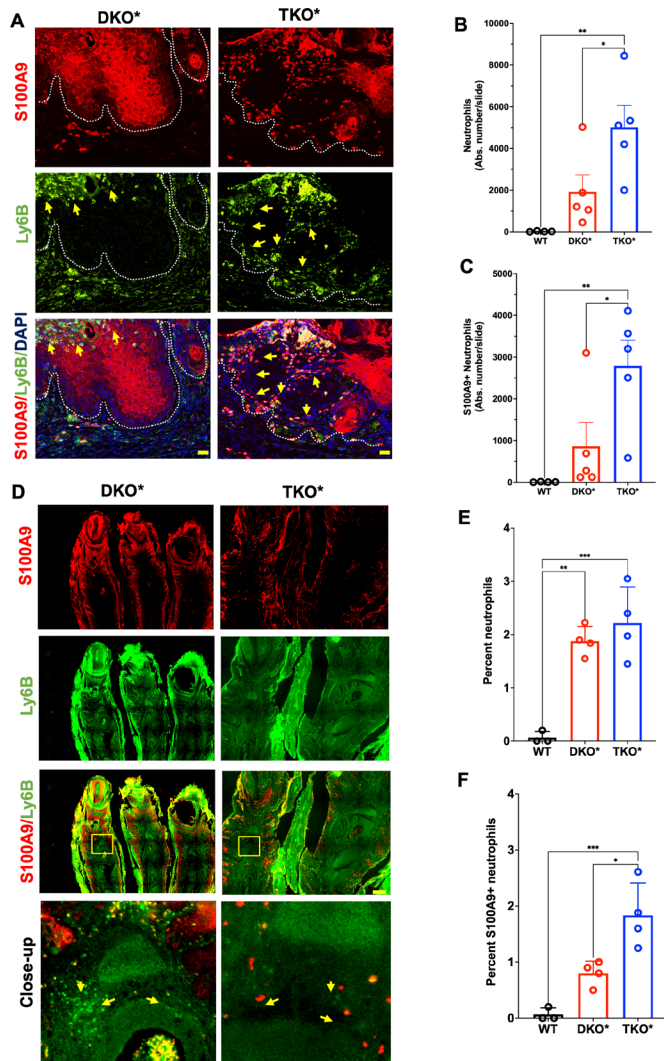 A
DKO*
TKO*
S100A9
Ly6B
S100A9/Ly6B/DAPI
B
Neutrophils
(Abs. number/slide)
10000
8000
6000
4000
2000
0
**
*
WT
DKO*
TKO*
C
S100A9+ Neutrophils
(Abs. number/slide)
5000
4000
3000
2000
1000
0
**
*
WT
DKO*
TKO*
D
DKO*
TKO*
S100A9
Ly6B
S100A9/Ly6B
Close-up
E
Percent neutrophils
4
3
2
1
0
***
**
WT
DKO*
TKO*
F
Percent S100A9+ neutrophils
4
3
2
1
0
***
*
WT
DKO*
TKO*